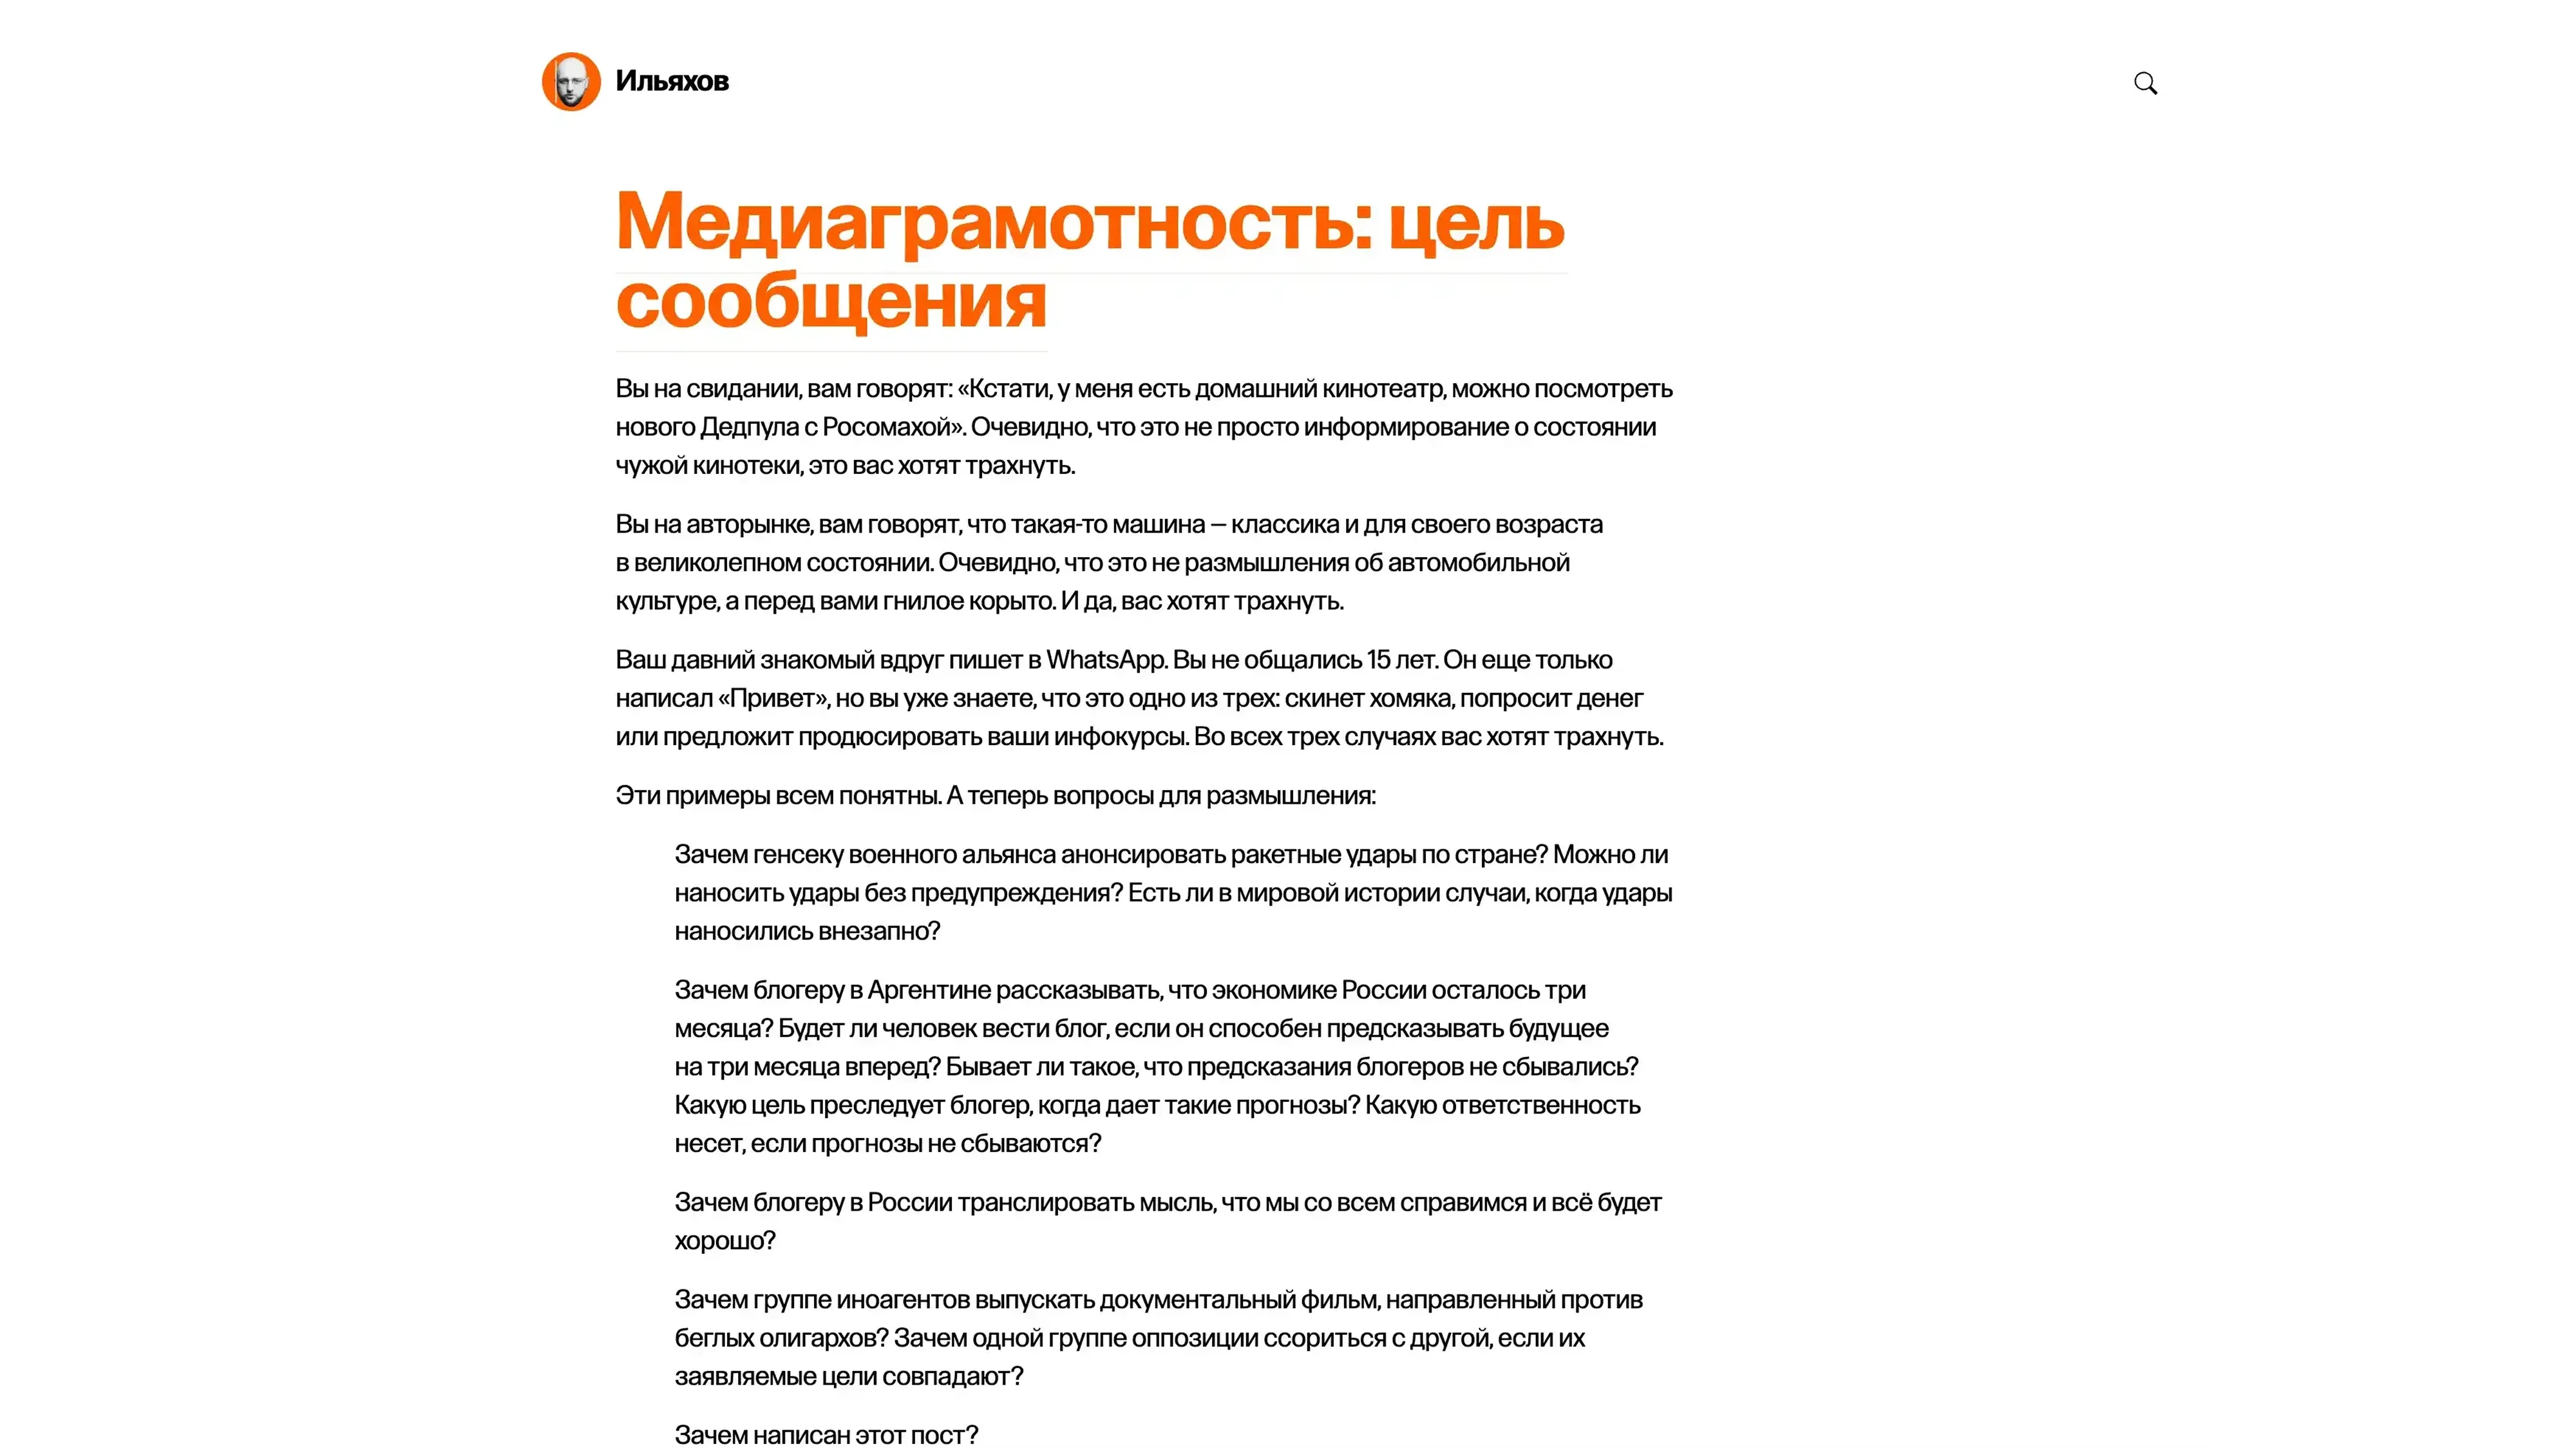 Ильяхов
Медиаграмотность: цель
сообщения
Вы на свидании, вам говорят: «Кстати, у меня есть домашний кинотеатр, можно посмотреть
нового Дедпула с Росомахой». Очевидно, что это не просто информирование о состоянии
чужой кинотеки, это вас хотят трахнуть.
Вы на авторынке, вам говорят, что такая-то машина — классика и для своего возраста
в великолепном состоянии. Очевидно, что это не размышления об автомобильной
культуре, а перед вами гнилое корыто. И да, вас хотят трахнуть.
Ваш давний знакомый вдруг пишет в WhatsApp. Вы не общались 15 лет. Он еще только
написал «Привет», но вы уже знаете, что это одно из трех: скинет хомяка, попросит денег
или предложит продюсировать ваши инфокурсы. Во всех трех случаях вас хотят трахнуть.
Эти примеры всем понятны. А теперь вопросы для размышления:
Зачем генсеку военного альянса анонсировать ракетные удары по стране? Можно ли
наносить удары без предупреждения? Есть ли в мировой истории случаи, когда удары
наносились внезапно?
Зачем блогеру в Аргентине рассказывать, что экономике России осталось три
месяца? Будет ли человек вести блог, если он способен предсказывать будущее
на три месяца вперед? Бывает ли такое, что предсказания блогеров не сбывались?
Какую цель преследует блогер, когда дает такие прогнозы? Какую ответственность
несет, если прогнозы не сбываются?
Зачем блогеру в России транслировать мысль, что мы со всем справимся и всё будет
хорошо?
Зачем группе иноагентов выпускать документальный фильм, направленный против
беглых олигархов? Зачем одной группе оппозиции ссориться с другой, если их
заявляемые цели совпадают?
Зачем написан этот пост?